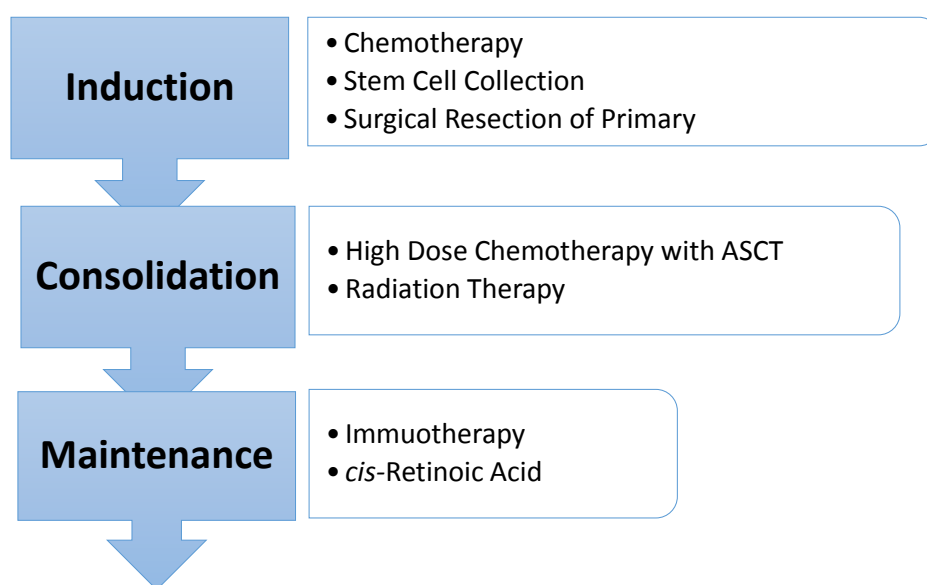 Induction
• Chemotherapy
• Stem Cell Collection
• Surgical Resection of Primary
Consolidation
• High Dose Chemotherapy with ASCT
• Radiation Therapy
Maintenance
• Immuotherapy
• cis-Retinoic Acid